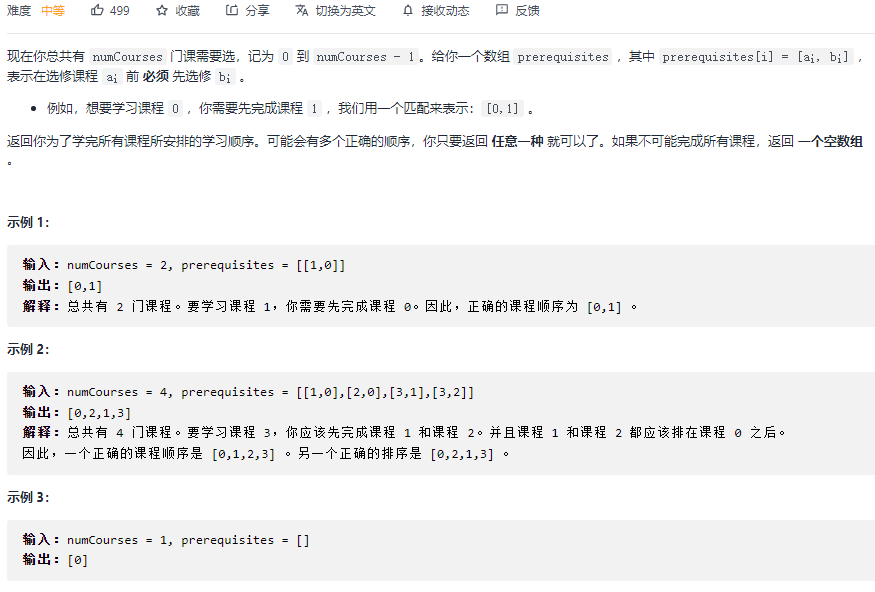 难度 中等 499 收藏 分享 切换为英文 接收动态 反馈
现在你总共有 numCourses 门课需要选，记为 0 到 numCourses - 1。给你一个数组 prerequisites ，其中 prerequisites[i] = [ai, bi] ，
表示在选修课程 ai 前 必须 先选修 bi 。
• 例如，想要学习课程 0 ，你需要先完成课程 1 ，我们用一个匹配来表示：[0,1] 。
返回你为了学完所有课程所安排的学习顺序。可能会有多个正确的顺序，你只要返回 任意一种 就可以了。如果不可能完成所有课程，返回 一个空数组
。
示例 1：
输入：numCourses = 2, prerequisites = [[1,0]]
输出：[0,1]
解释：总共有 2 门课程。要学习课程 1，你需要先完成课程 0。因此，正确的课程顺序为 [0,1] 。
示例 2：
输入：numCourses = 4, prerequisites = [[1,0],[2,0],[3,1],[3,2]]
输出：[0,2,1,3]
解释：总共有 4 门课程。要学习课程 3，你应该先完成课程 1 和课程 2。并且课程 1 和课程 2 都应该排在课程 0 之后。
因此，一个正确的课程顺序是 [0,1,2,3] 。另一个正确的排序是 [0,2,1,3] 。
示例 3：
输入：numCourses = 1, prerequisites = []
输出：[0]